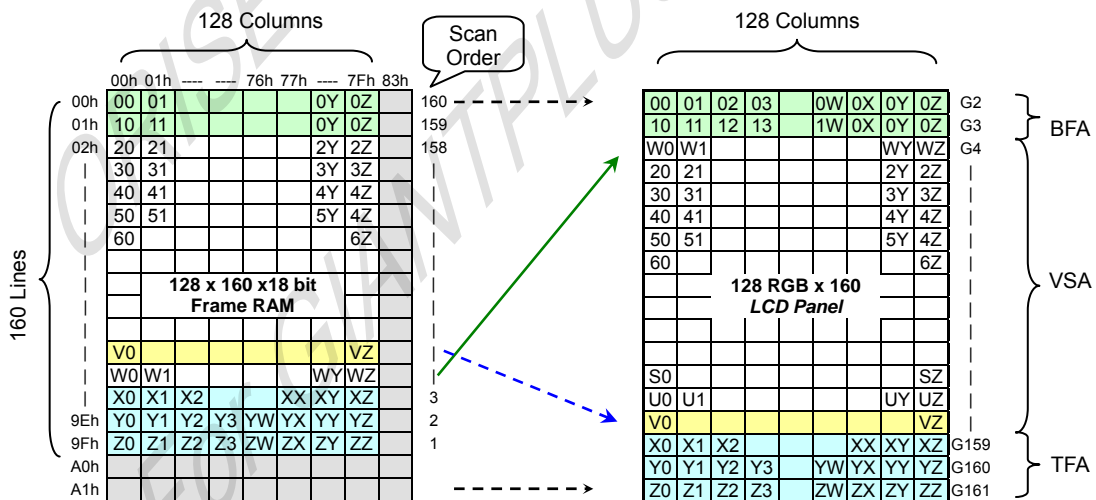 128 Columns
128 Columns
Scan
Order
00h 01h ---- ---- 76h 77h ---- 7Fh 83h
00h 00 01 0Y 0Z 160 00 01 02 03 0W 0X 0Y 0Z G2
01h 10 11 0Y 0Z 159 10 11 12 13 1W 0X 0Y 0Z G3 BFA
02h 20 21 2Y 2Z 158 W0 W1 WY WZ G4
30 31 3Y 3Z 20 21 2Y 2Z
40 41 4Y 4Z 30 31 3Y 3Z
50 51 5Y 4Z 40 41 4Y 4Z
60 6Z 50 51 5Y 4Z
60 6Z
160 Lines
128 x 160 x18 bit
Frame RAM
128 RGB x 160
LCD Panel
VSA
V0 VZ
W0 W1 WY WZ S0 SZ
X0 X1 X2 XX XY XZ 3 U0 U1 UY UZ
9Eh Y0 Y1 Y2 Y3 YW YX YY YZ 2 V0 VZ
9Fh Z0 Z1 Z2 Z3 ZW ZX ZY ZZ 1 X0 X1 X2 XX XY XZ G159
A0h Y0 Y1 Y2 Y3 YW YX YY YZ G160 TFA
A1h Z0 Z1 Z2 Z3 ZW ZX ZY ZZ G161
ORISE
For GIANTPLUS